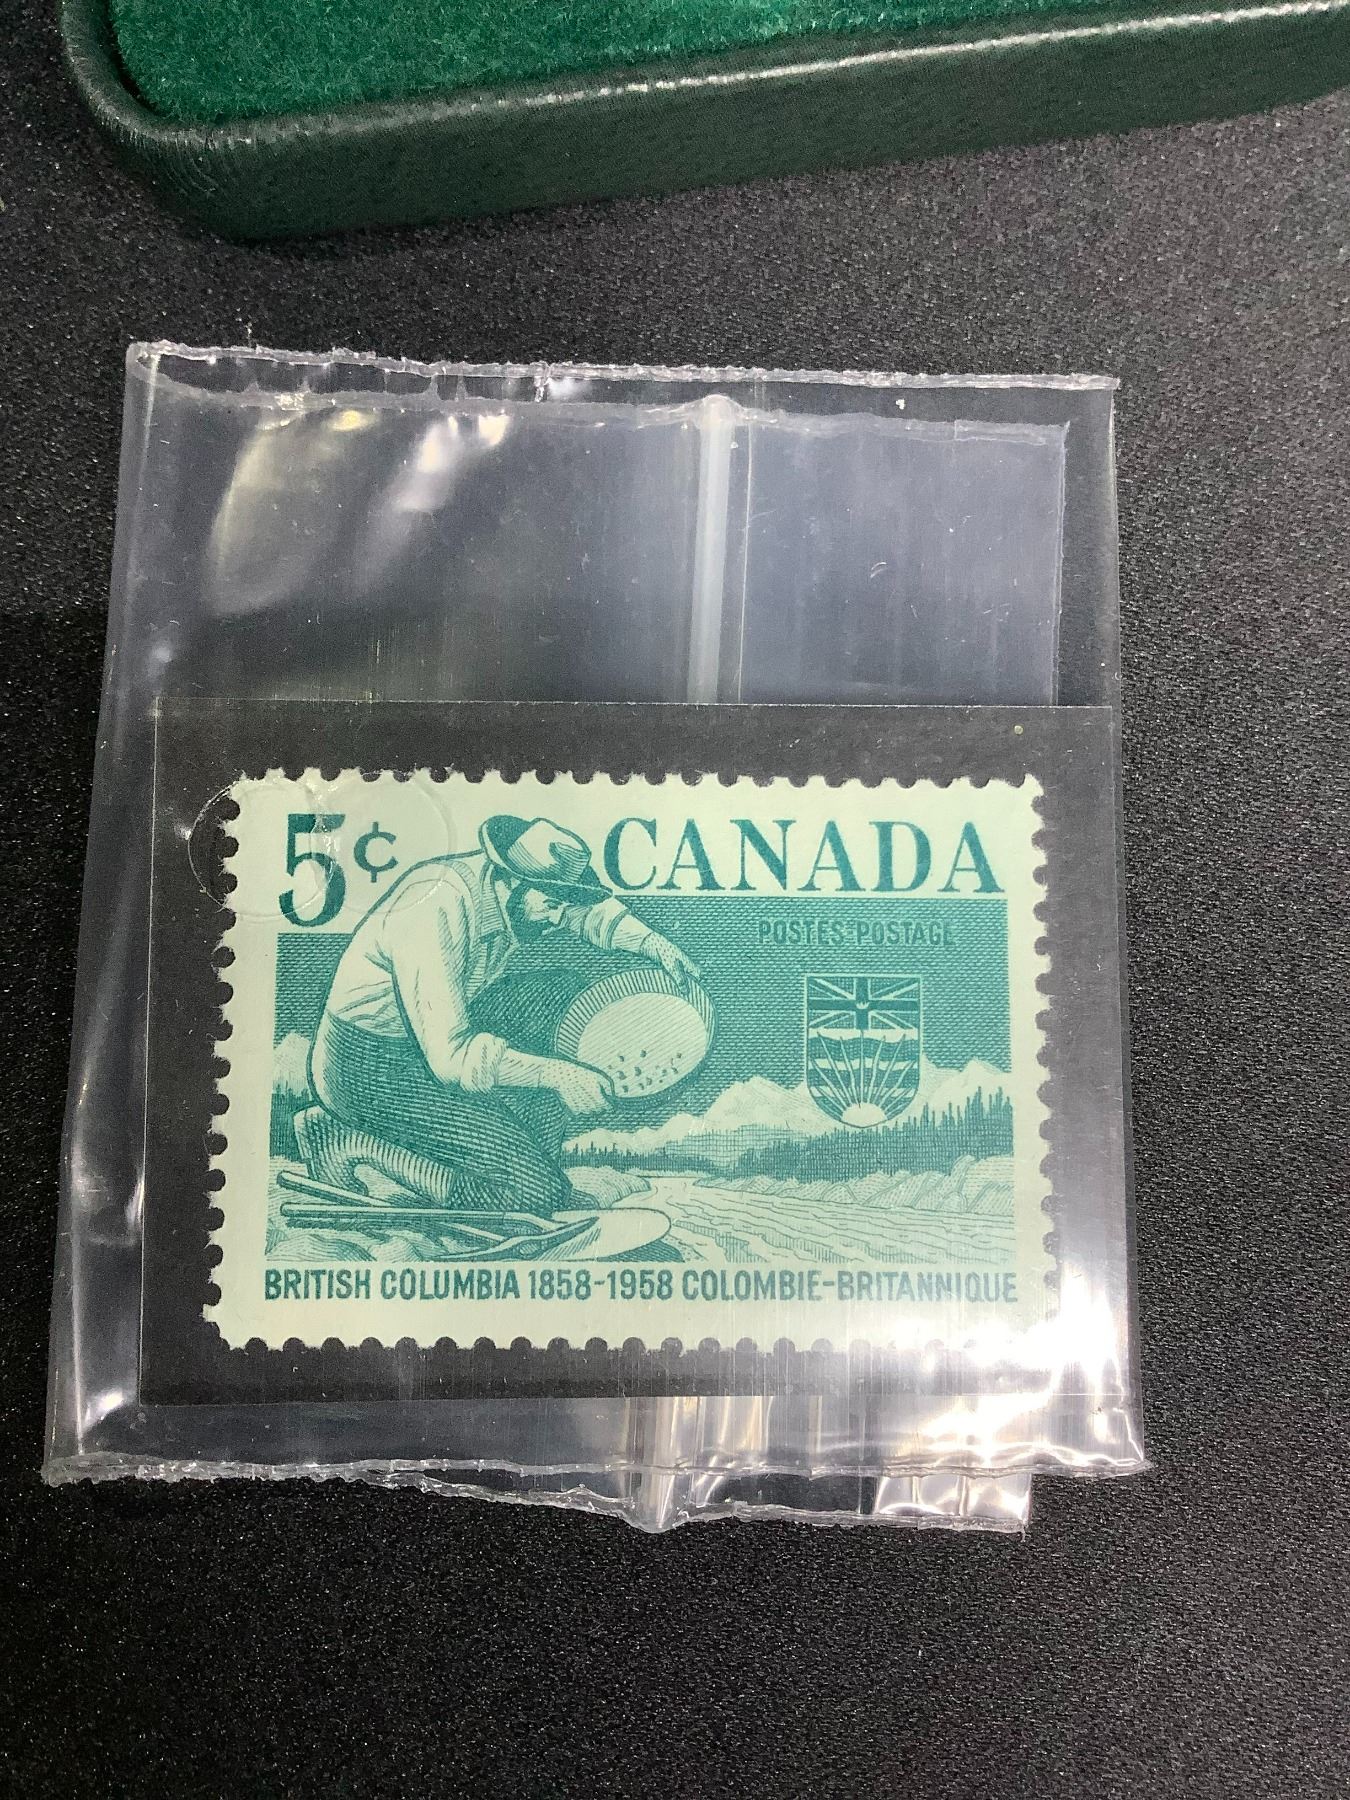 5¢ CANADA
POSTES-POSTAGE
BRITISH COLUMBIA 1858-1958 COLOMBIE-BRITANNIQUE